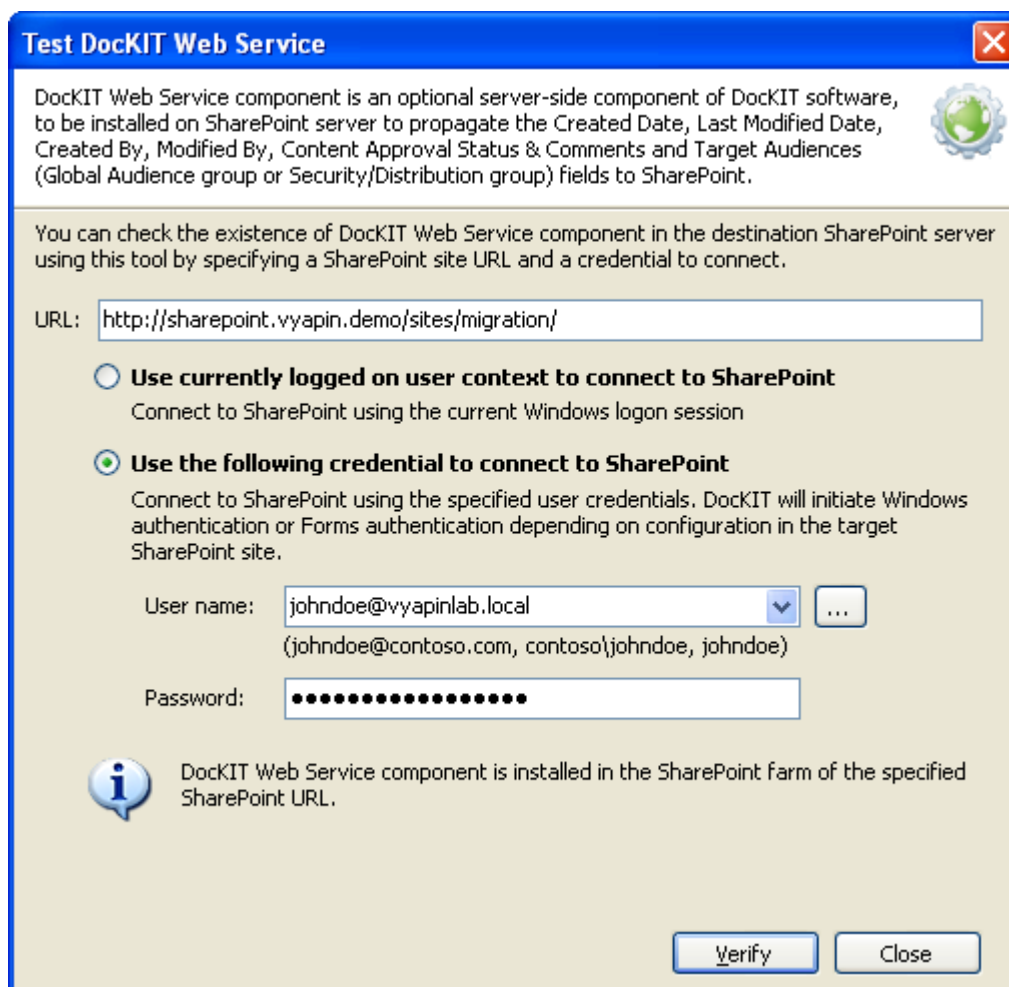 Test DocKIT Web Service
DocKIT Web Service component is an optional server-side component of DocKIT software,
to be installed on SharePoint server to propagate the Created Date, Last Modified Date,
Created By, Modified By, Content Approval Status & Comments and Target Audiences
(Global Audience group or Security/Distribution group) fields to SharePoint.
You can check the existence of DocKIT Web Service component in the destination SharePoint server
using this tool by specifying a SharePoint site URL and a credential to connect.
URL: http://sharepoint.vyapin.demo/sites/migration/
Use currently logged on user context to connect to SharePoint
Connect to SharePoint using the current Windows logon session
Use the following credential to connect to SharePoint
Connect to SharePoint using the specified user credentials. DocKIT will initiate Windows
authentication or Forms authentication depending on configuration in the target
SharePoint site.
User name: johndoe@vyapinlab.local ...
(johndoe@contoso.com, contoso\johndoe, johndoe)
Password: ●●●●●●●●●●●●●●●●●
DocKIT Web Service component is installed in the SharePoint farm of the specified
SharePoint URL.
Verify Close